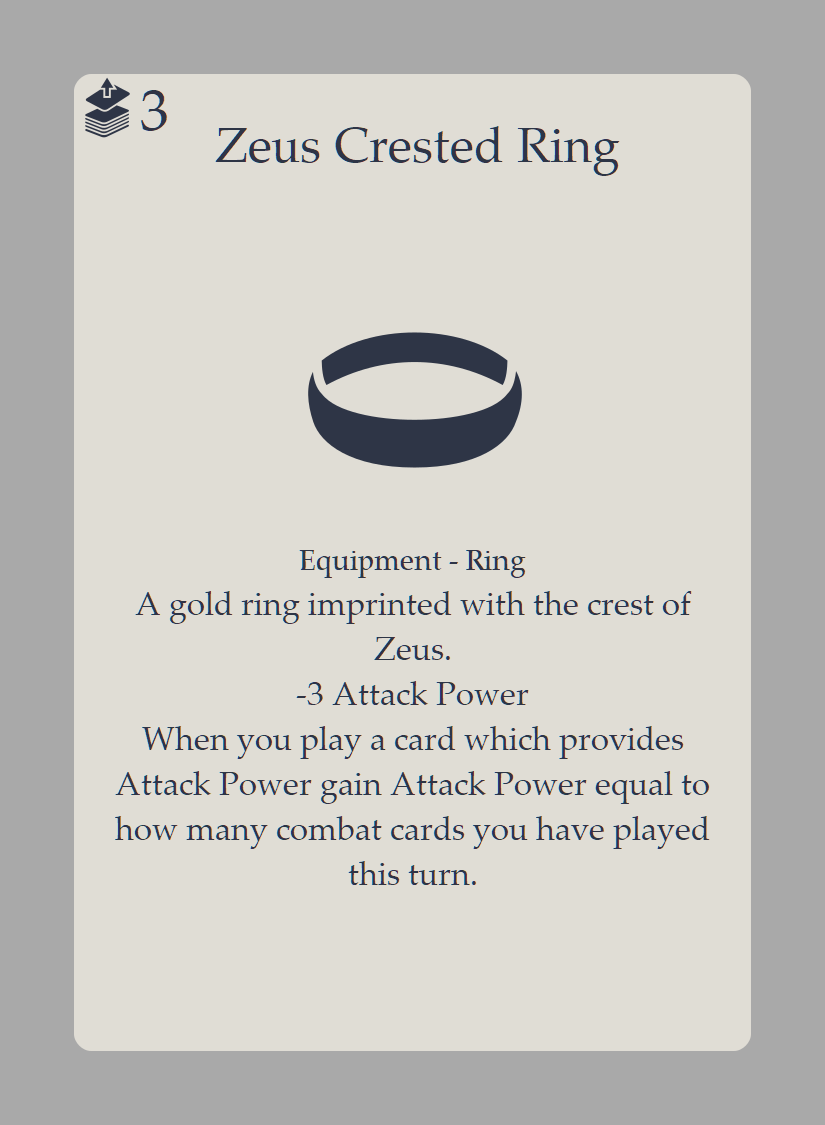 3
Zeus Crested Ring
Equipment - Ring
A gold ring imprinted with the crest of
Zeus.
-3 Attack Power
When you play a card which provides
Attack Power gain Attack Power equal to
how many combat cards you have played
this turn.